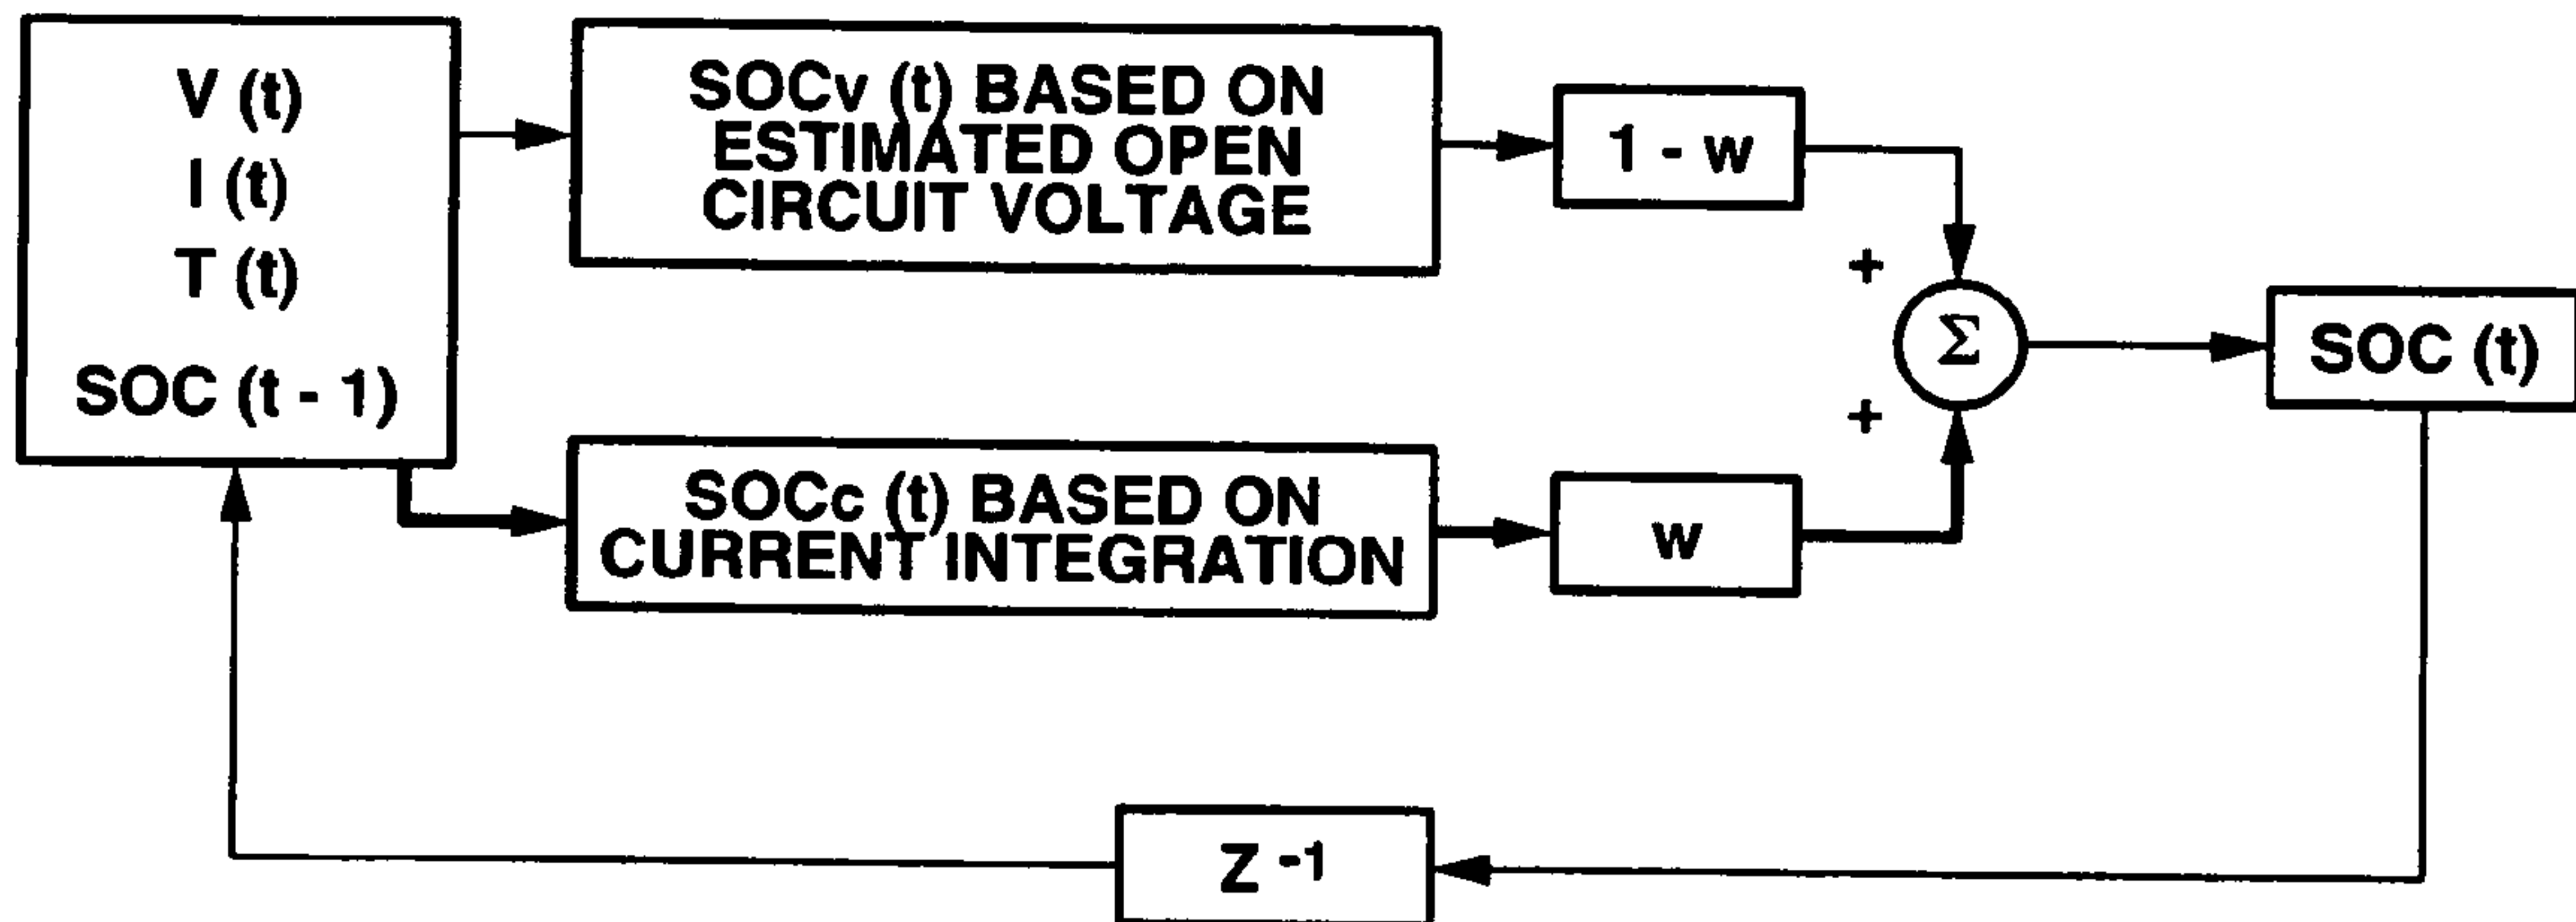 V (t)
I (t)
T (t)
SOC (t - 1)
SOCv (t) BASED ON
ESTIMATED OPEN
CIRCUIT VOLTAGE
1 - w
+
Σ
+
SOC (t)
SOCc (t) BASED ON
CURRENT INTEGRATION
w
Z -1